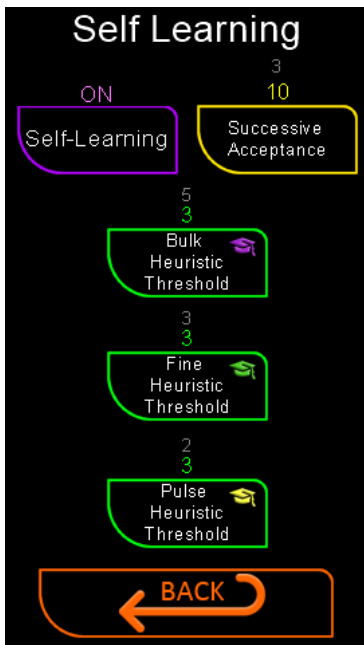 Self Learning
3
ON
10
Self-Learning
Successive
Acceptance
5
3
Bulk
Heuristic
Threshold
3
3
Fine
Heuristic
Threshold
2
3
Pulse
Heuristic
Threshold
BACK